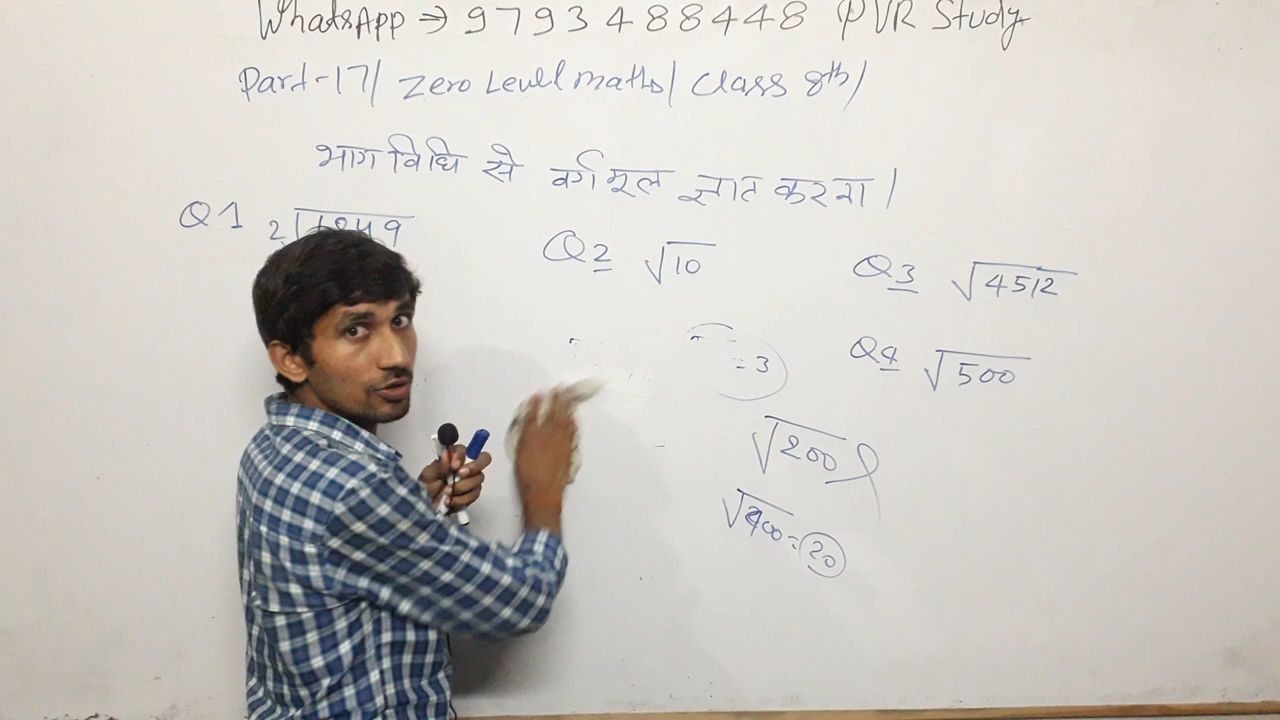 WhatsApp ⇒ 9793488448 PVR Study
Part-17/ Zero Level maths/ Class 8th/
भाग विधि से वर्गमूल ज्ञात करना।
Q1 2√1849
Q2 √10
Q3 √4512
= 3
Q4 √500
√200
√400 = 20